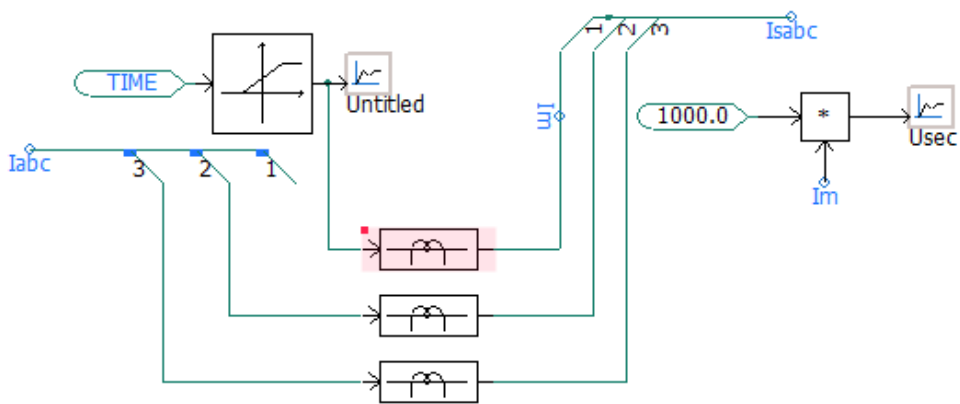 1 2 3
Isabc
TIME
Untitled
Im
1000.0
*
Usec
Iabc
3 2 1
Im